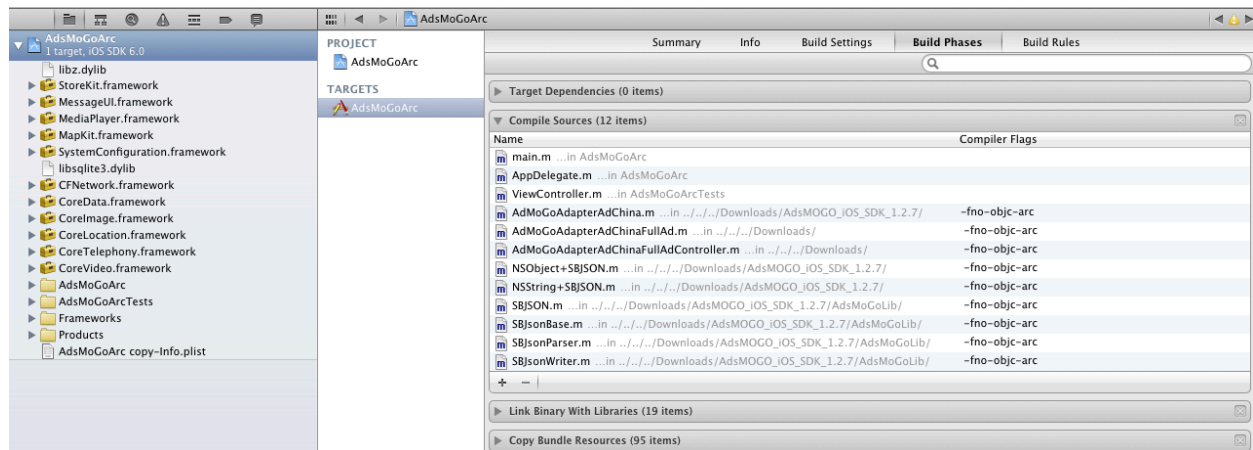 AdsMoGoArc
AdsMoGoArc
1 target, iOS SDK 6.0
libz.dylib
StoreKit.framework
MessageUI.framework
MediaPlayer.framework
MapKit.framework
SystemConfiguration.framework
libsqlite3.dylib
CFNetwork.framework
CoreData.framework
CoreImage.framework
CoreLocation.framework
CoreTelephony.framework
CoreVideo.framework
AdsMoGoArc
AdsMoGoArcTests
Frameworks
Products
AdsMoGoArc copy-Info.plist
PROJECT
AdsMoGoArc
TARGETS
AdsMoGoArc
Summary Info Build Settings Build Phases Build Rules
Target Dependencies (0 items)
Compile Sources (12 items)
Name Compiler Flags
main.m ...in AdsMoGoArc
AppDelegate.m ...in AdsMoGoArc
ViewController.m ...in AdsMoGoArcTests
AdMoGoAdapterAdChina.m ...in ../../../Downloads/AdsMOGO_iOS_SDK_1.2.7/ -fno-objc-arc
AdMoGoAdapterAdChinaFullAd.m ...in ../../../Downloads/ -fno-objc-arc
AdMoGoAdapterAdChinaFullAdController.m ...in ../../../Downloads/ -fno-objc-arc
NSObject+SBJSON.m ...in ../../../Downloads/AdsMOGO_iOS_SDK_1.2.7/ -fno-objc-arc
NSString+SBJSON.m ...in ../../../Downloads/AdsMOGO_iOS_SDK_1.2.7/ -fno-objc-arc
SBJSON.m ...in ../../../Downloads/AdsMOGO_iOS_SDK_1.2.7/AdsMoGoLib/ -fno-objc-arc
SBJsonBase.m ...in ../../../Downloads/AdsMOGO_iOS_SDK_1.2.7/AdsMoGoLib/ -fno-objc-arc
SBJsonParser.m ...in ../../../Downloads/AdsMOGO_iOS_SDK_1.2.7/AdsMoGoLib/ -fno-objc-arc
SBJsonWriter.m ...in ../../../Downloads/AdsMOGO_iOS_SDK_1.2.7/AdsMoGoLib/ -fno-objc-arc
Link Binary With Libraries (19 items)
Copy Bundle Resources (95 items)